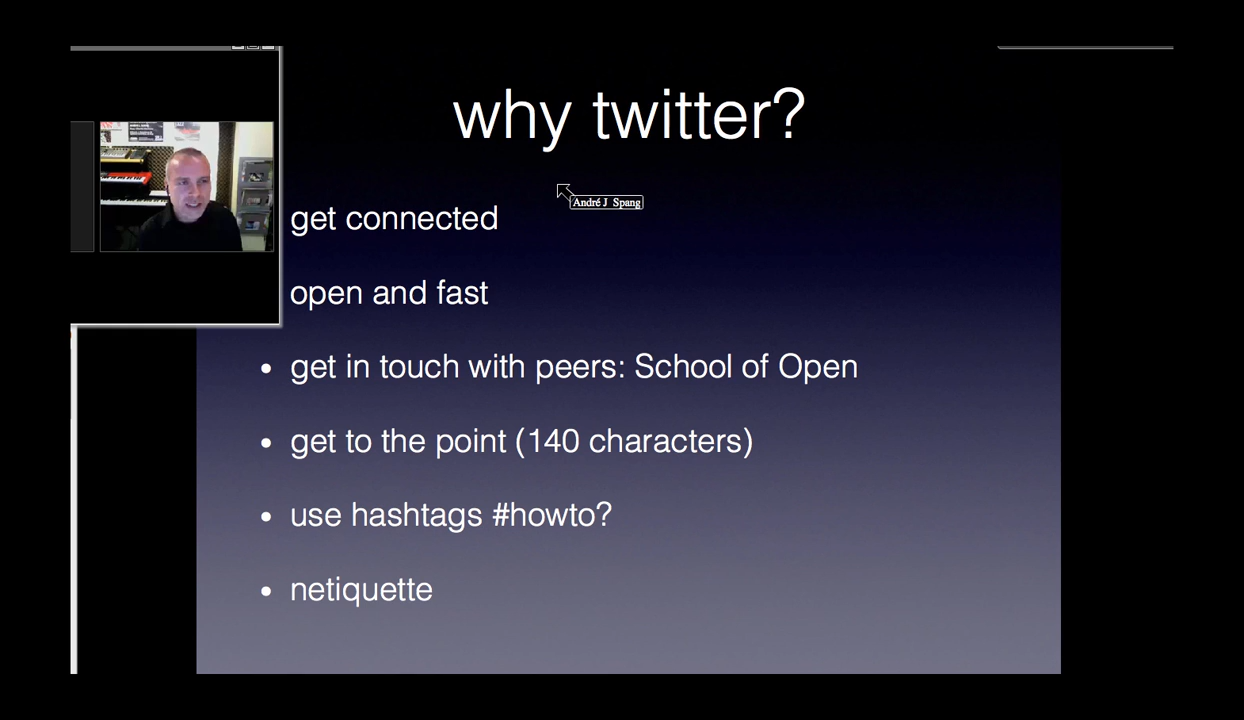 why twitter?
André J Spang
get connected
open and fast
• get in touch with peers: School of Open
• get to the point (140 characters)
• use hashtags #howto?
• netiquette